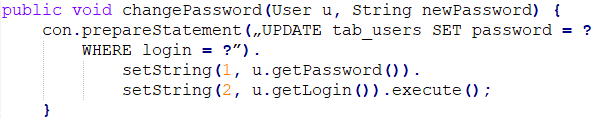 public void changePassword(User u, String newPassword) {
con.prepareStatement(„UPDATE tab_users SET password = ?
WHERE login = ?”).
setString(1, u.getPassword()).
setString(2, u.getLogin()).execute();
}